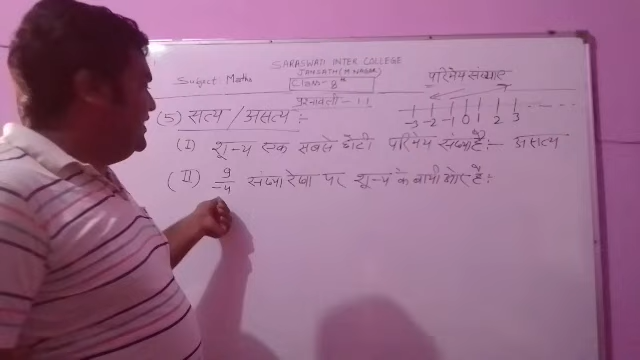 SARASWATI INTER COLLEGE
JANSATH (M.NAGAR)
Subject Maths
Class - 8th
परिमेय संख्याएं
प्रश्नावली - 1.1
-3 -2 -1 0 1 2 3
(5) सत्य / असत्य :-
(I) शून्य एक सबसे छोटी परिमेय संख्या है :- असत्य
(II) 9/-4 संख्या रेखा पर शून्य के बायी ओर है :-